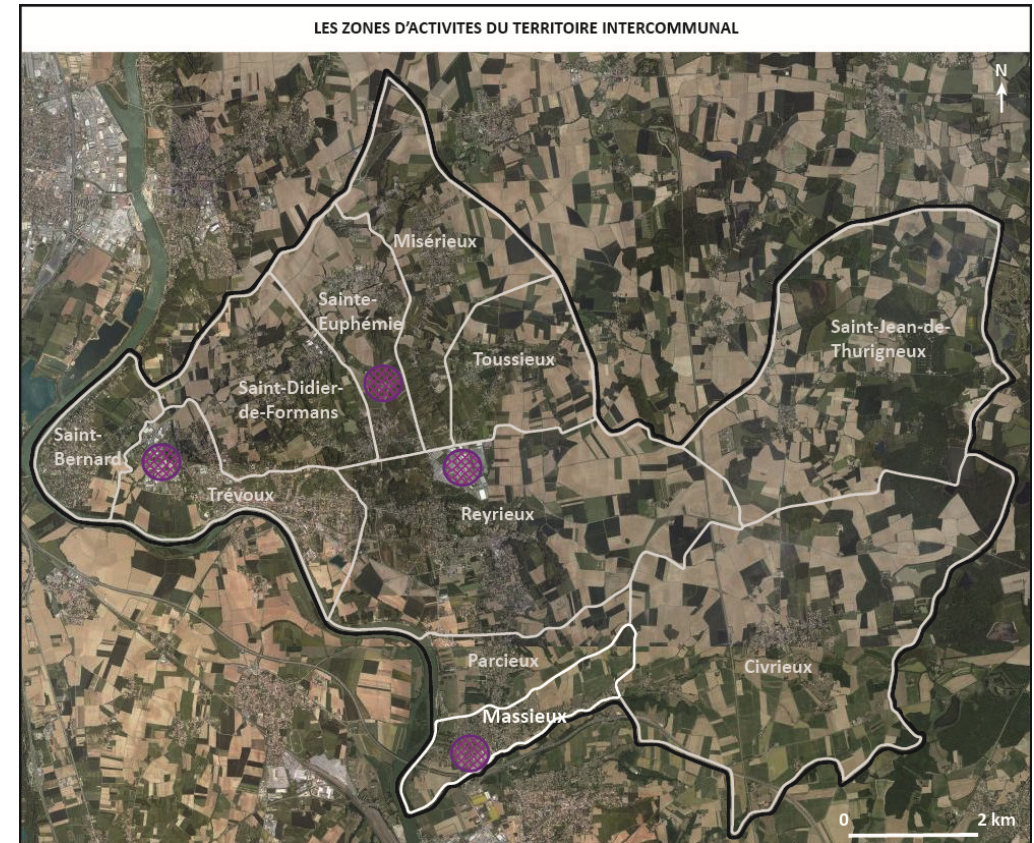 LES ZONES D'ACTIVITES DU TERRITOIRE INTERCOMMUNAL
N
Misérieux
Sainte-
Euphémie
Saint-Jean-de-
Thurigneux
Toussieux
Saint-Didier-
de-Formans
Saint-
Bernard
Trévoux
Reyrieux
Parcieux
Civrieux
Massieux
0 2 km